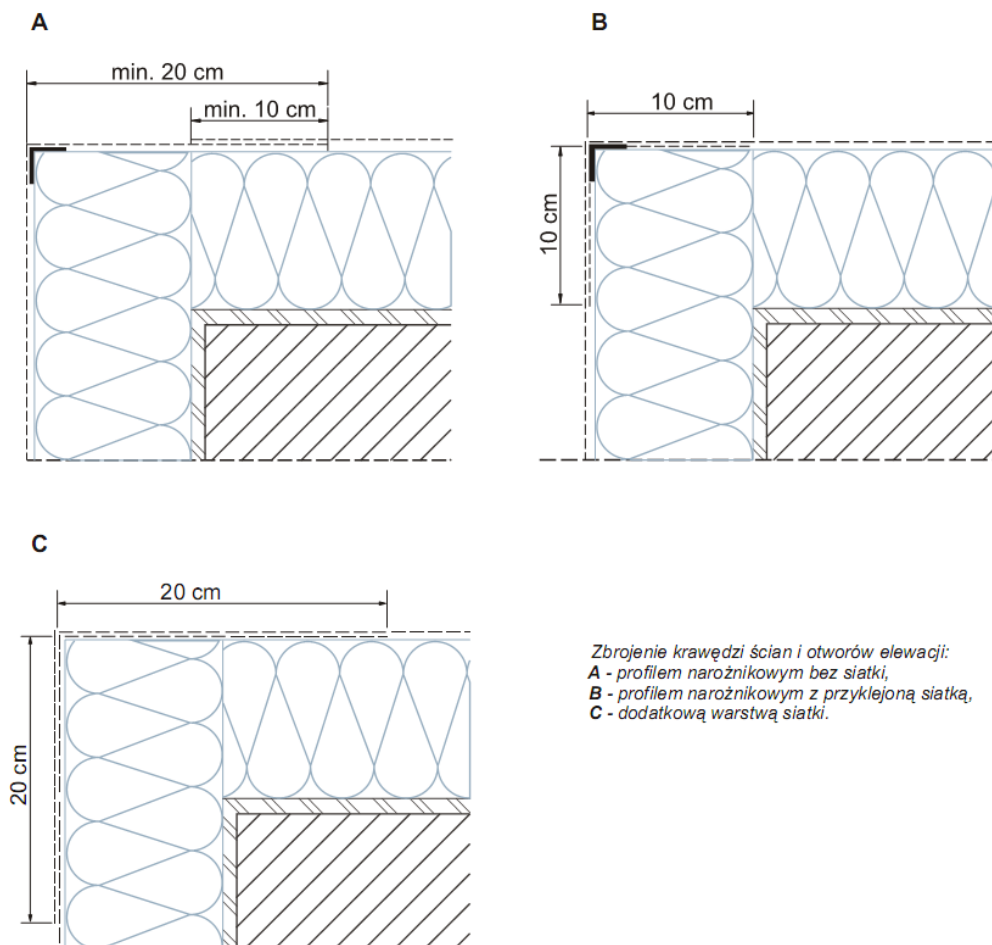 A
min. 20 cm
min. 10 cm
B
10 cm
10 cm
C
20 cm
20 cm
Zbrojenie krawędzi ścian i otworów elewacji:
A - profilem narożnikowym bez siatki,
B - profilem narożnikowym z przyklejoną siatką,
C - dodatkową warstwą siatki.